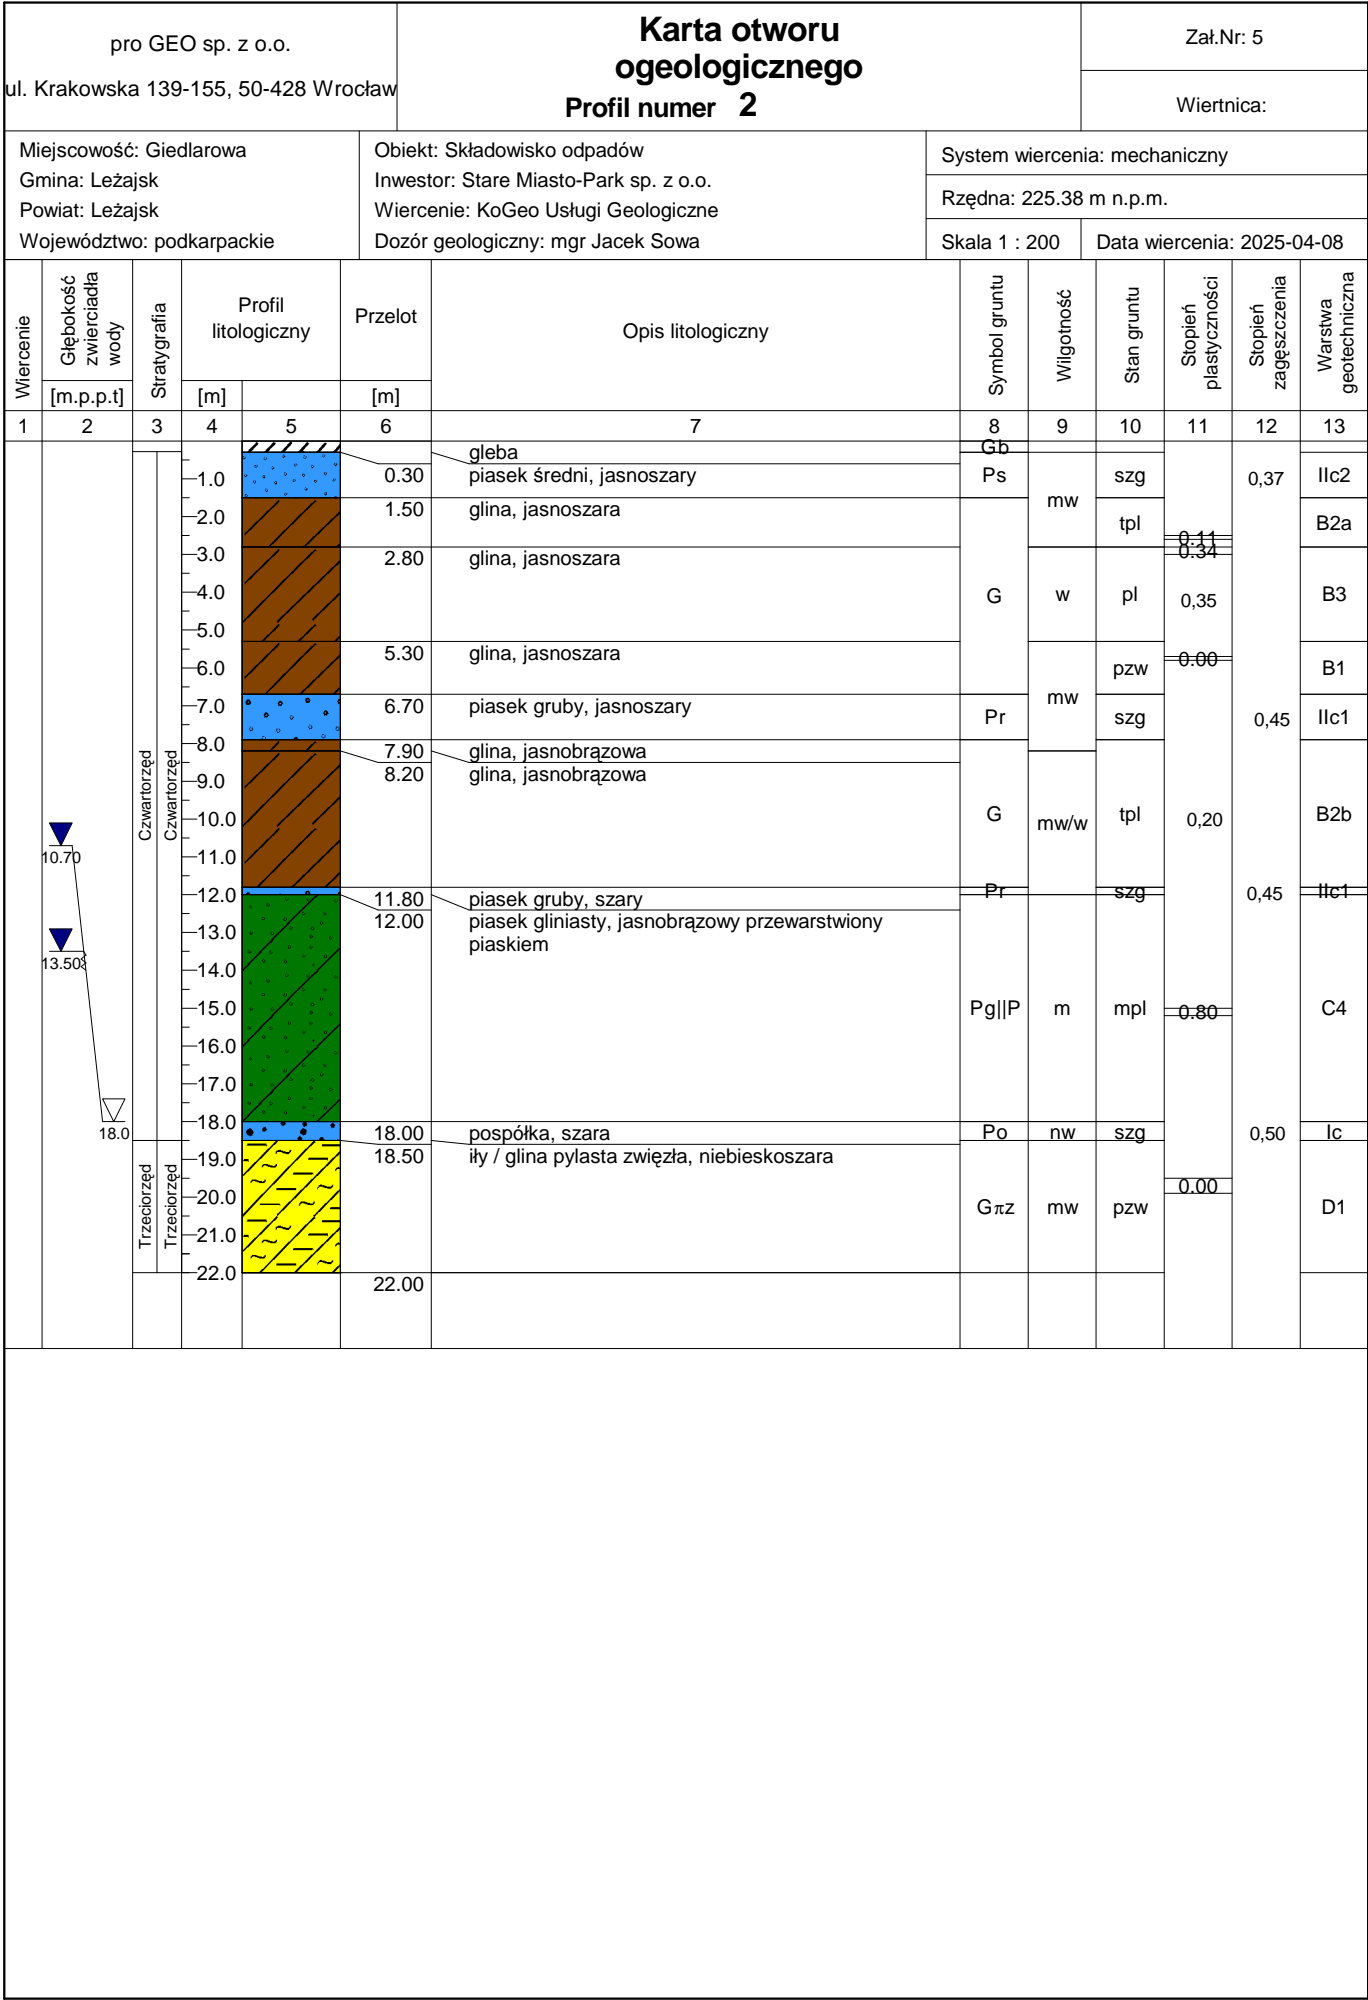 pro GEO sp. z o.o.
ul. Krakowska 139-155, 50-428 Wrocław
Karta otworu
ogeologicznego
Profil numer 2
Zał.Nr: 5
Wiertnica:
Miejscowość: Giedlarowa
Gmina: Leżajsk
Powiat: Leżajsk
Województwo: podkarpackie
Obiekt: Składowisko odpadów
Inwestor: Stare Miasto-Park sp. z o.o.
Wiercenie: KoGeo Usługi Geologiczne
Dozór geologiczny: mgr Jacek Sowa
System wiercenia: mechaniczny
Rzędna: 225.38 m n.p.m.
Skala 1 : 200 Data wiercenia: 2025-04-08
Wiercenie
Głębokość
zwierciadła
wody
[m.p.p.t]
Stratygrafia
Profil
litologiczny
[m]
Przelot
[m]
Opis litologiczny
Symbol gruntu
Wilgotność
Stan gruntu
Stopień
plastyczności
Stopień
zagęszczenia
Warstwa
geotechniczna
1 2 3 4 5 6 7 8 9 10 11 12 13
gleba Gb
1.0 0.30 piasek średni, jasnoszary Ps szg 0,37 IIc2
mw
2.0 1.50 glina, jasnoszara tpl B2a
0.11
3.0 2.80 glina, jasnoszara 0.34
4.0 G w pl 0,35 B3
5.0
5.30 glina, jasnoszara 0.00
6.0 pzw B1
mw
7.0 6.70 piasek gruby, jasnoszary Pr szg 0,45 IIc1
8.0 7.90 glina, jasnobrązowa
9.0 8.20 glina, jasnobrązowa
Czwartorzęd
Czwartorzęd
10.0 G mw/w tpl 0,20 B2b
10.70
11.0
12.0 11.80 piasek gruby, szary Pr szg 0,45 IIc1
13.0 12.00 piasek gliniasty, jasnobrązowy przewarstwiony
piaskiem
13.50
14.0
15.0 Pg||P m mpl 0.80 C4
16.0
17.0
18.0
18.0 18.00 pospółka, szara Po nw szg 0,50 Ic
19.0 18.50 iły / glina pylasta zwięzła, niebieskoszara
0.00
20.0 Gπz mw pzw D1
Trzeciorzęd
Trzeciorzęd
21.0
22.0 22.00